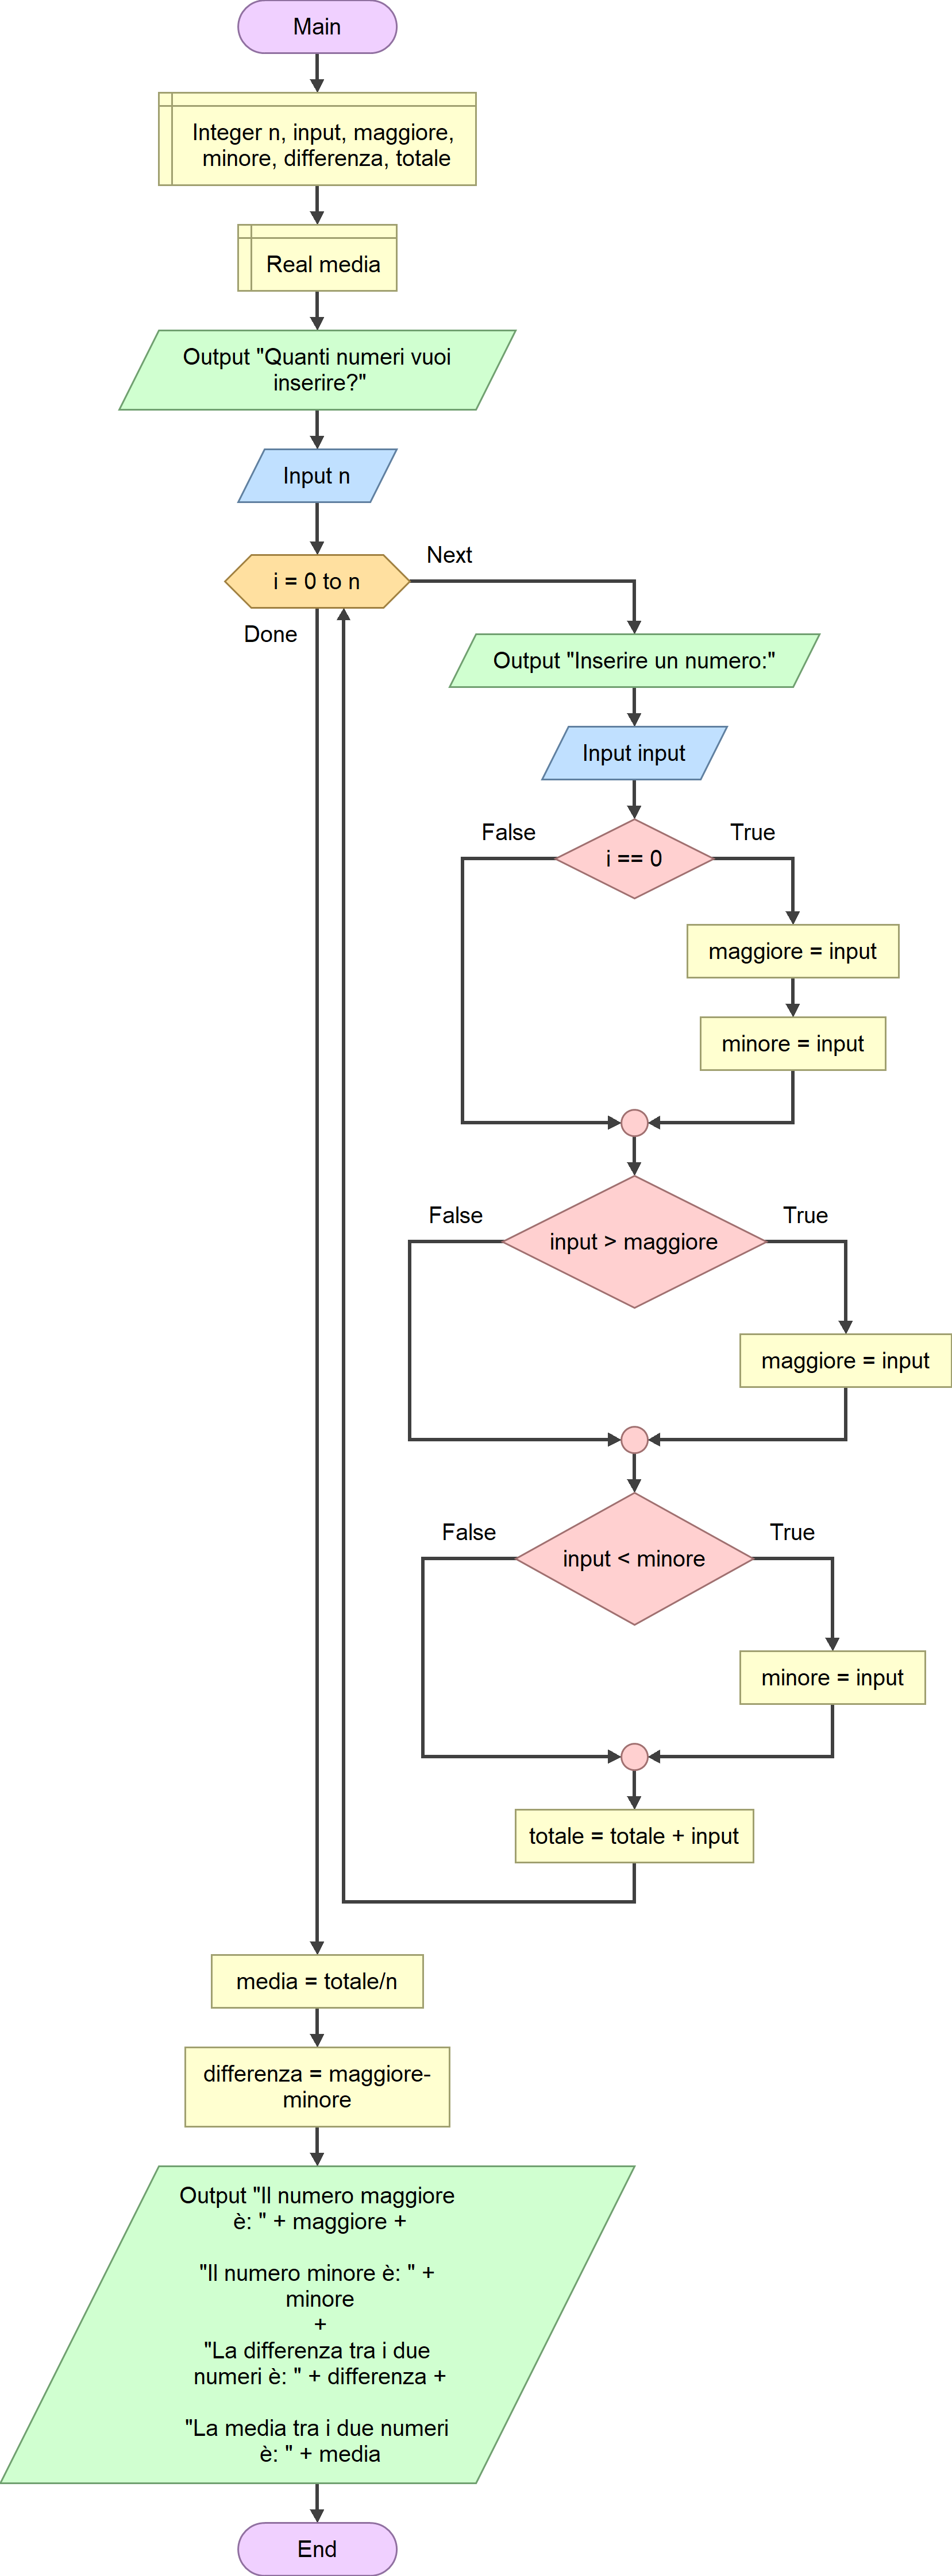 Main
Integer n, input, maggiore,
minore, differenza, totale
Real media
Output "Quanti numeri vuoi
inserire?"
Input n
i = 0 to n
Next
Done
Output "Inserire un numero:"
Input input
i == 0
False
True
maggiore = input
minore = input
input > maggiore
False
True
maggiore = input
input < minore
False
True
minore = input
totale = totale + input
media = totale/n
differenza = maggiore-
minore
Output "Il numero maggiore
è: " + maggiore +
"Il numero minore è: " +
minore
+
"La differenza tra i due
numeri è: " + differenza +
"La media tra i due numeri
è: " + media
End